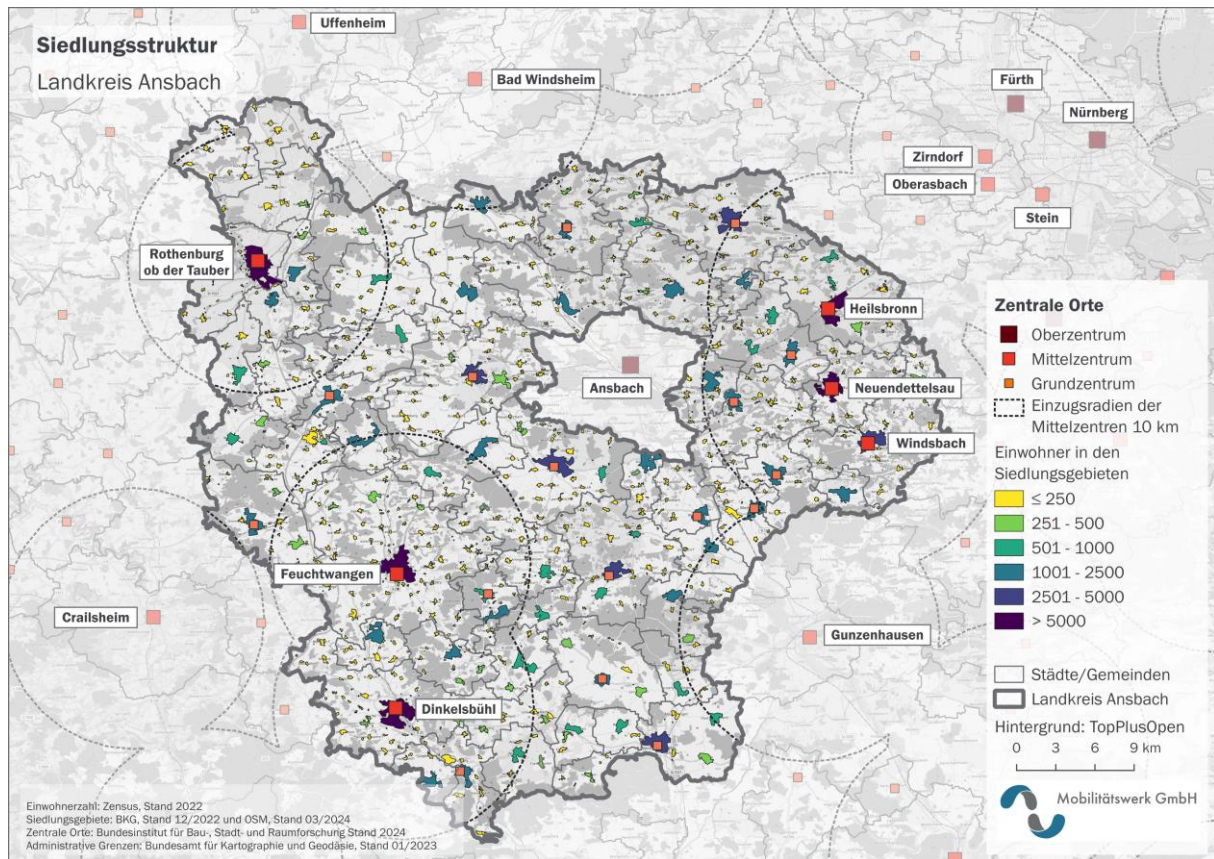 Siedlungsstruktur
Landkreis Ansbach
Uffenheim
Bad Windsheim
Fürth
Nürnberg
Zirndorf
Oberasbach
Stein
Rothenburg
ob der Tauber
Heilsbronn
Ansbach
Neuendettelsau
Windsbach
Feuchtwangen
Crailsheim
Gunzenhausen
Dinkelsbühl
Zentrale Orte
Oberzentrum
Mittelzentrum
Grundzentrum
Einzugsradien der
Mittelzentren 10 km
Einwohner in den
Siedlungsgebieten
≤ 250
251 - 500
501 - 1000
1001 - 2500
2501 - 5000
> 5000
Städte/Gemeinden
Landkreis Ansbach
Hintergrund: TopPlusOpen
0 3 6 9 km
Mobilitätswerk GmbH
Einwohnerzahl: Zensus, Stand 2022
Siedlungsgebiete: BKG, Stand 12/2022 und OSM, Stand 03/2024
Zentrale Orte: Bundesinstitut für Bau-, Stadt- und Raumforschung Stand 2024
Administrative Grenzen: Bundesamt für Kartographie und Geodäsie, Stand 01/2023